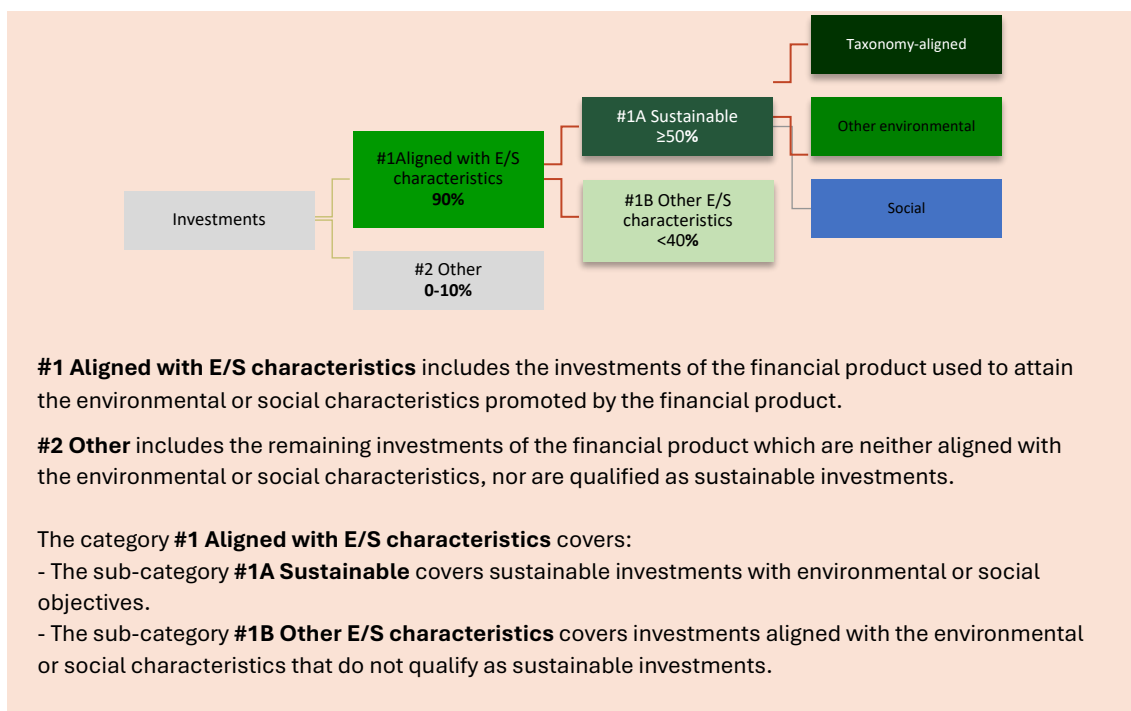 Taxonomy-aligned
#1A Sustainable
≥50%
Other environmental
#1Aligned with E/S
characteristics
90%
#1B Other E/S
characteristics
<40%
Social
Investments
#2 Other
0-10%
#1 Aligned with E/S characteristics includes the investments of the financial product used to attain
the environmental or social characteristics promoted by the financial product.
#2 Other includes the remaining investments of the financial product which are neither aligned with
the environmental or social characteristics, nor are qualified as sustainable investments.
The category #1 Aligned with E/S characteristics covers:
- The sub-category #1A Sustainable covers sustainable investments with environmental or social
objectives.
- The sub-category #1B Other E/S characteristics covers investments aligned with the environmental
or social characteristics that do not qualify as sustainable investments.